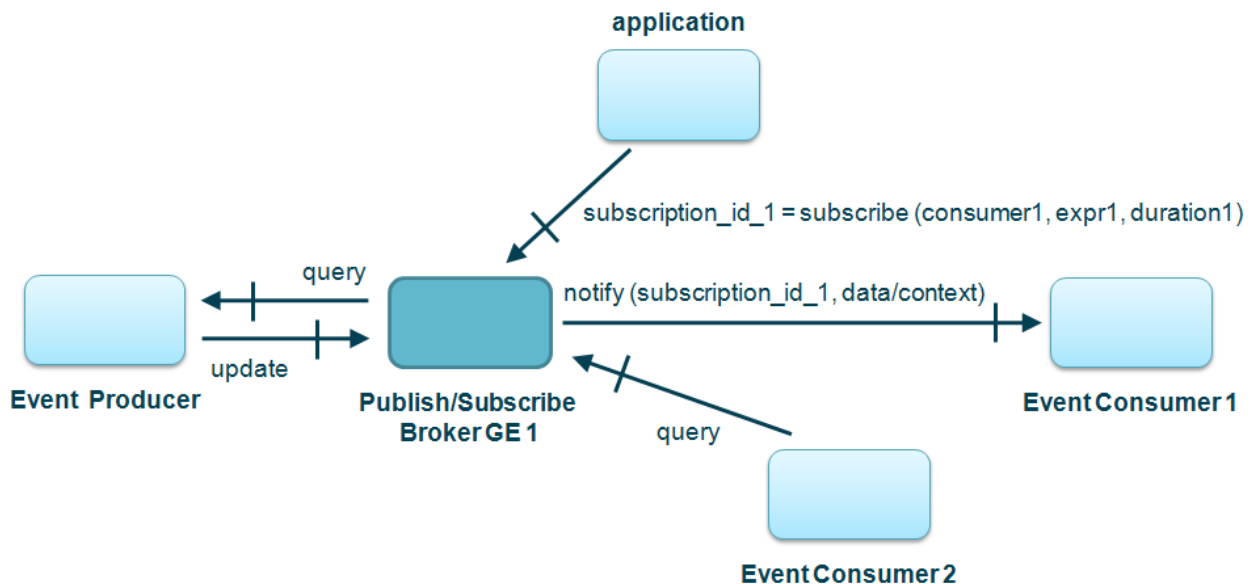 application
subscription_id_1 = subscribe (consumer1, expr1, duration1)
query
notify (subscription_id_1, data/context)
update
Event Producer
Publish/Subscribe
Broker GE 1
Event Consumer 1
query
Event Consumer 2